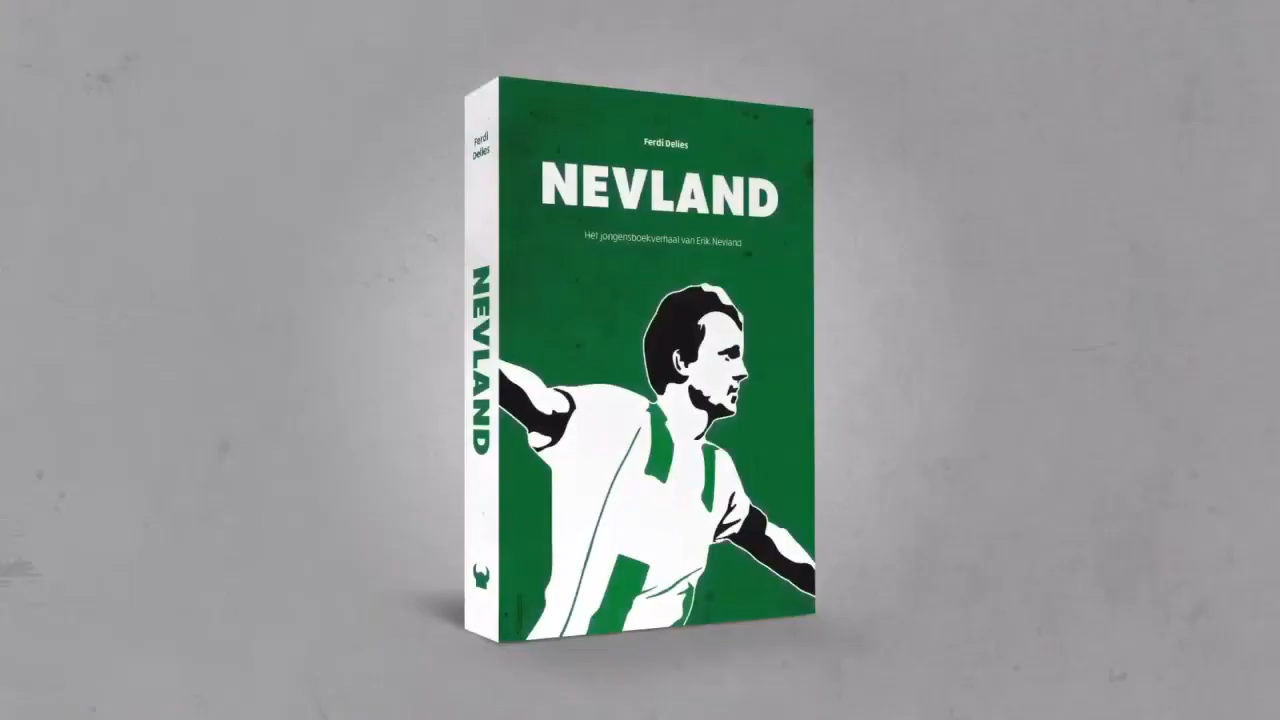 Ferdi
Delies
NEVLAND
Ferdi Delies
NEVLAND
Het jongensboekverhaal van Erik Nevland